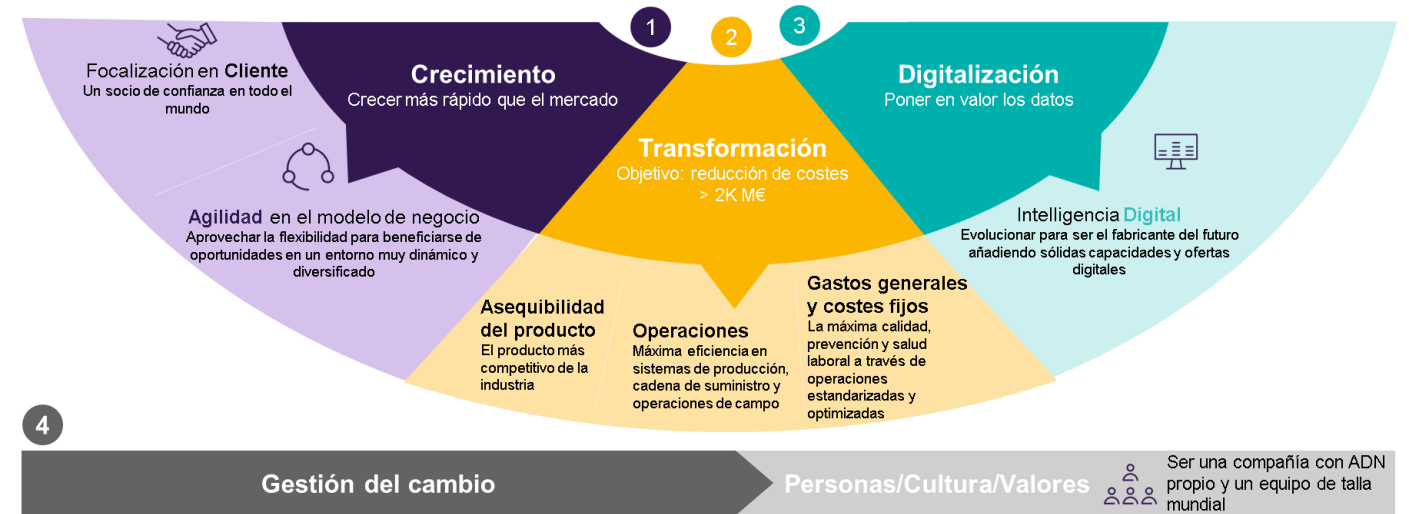 1
2
3
Focalización en Cliente
Un socio de confianza en todo el
mundo
Crecimiento
Crecer más rápido que el mercado
Digitalización
Poner en valor los datos
Transformación
Objetivo: reducción de costes
> 2K M€
Agilidad en el modelo de negocio
Aprovechar la flexibilidad para beneficiarse de
oportunidades en un entorno muy dinámico y
diversificado
Intelligencia Digital
Evolucionar para ser el fabricante del futuro
añadiendo sólidas capacidades y ofertas
digitales
Asequibilidad
del producto
El producto más
competitivo de la
industria
Operaciones
Máxima eficiencia en
sistemas de producción,
cadena de suministro y
operaciones de campo
Gastos generales
y costes fijos
La máxima calidad,
prevención y salud
laboral a través de
operaciones
estandarizadas y
optimizadas
4
Gestión del cambio
Personas/Cultura/Valores
Ser una compañía con ADN
propio y un equipo de talla
mundial